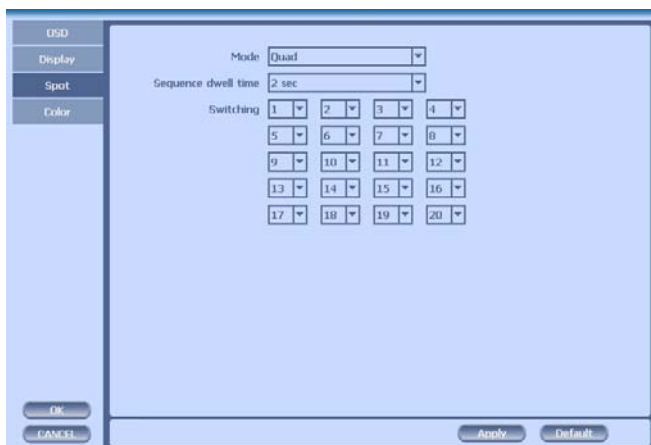 OSD
Display
Spot
Color
Mode Quad
Sequence dwell time 2 sec
Switching 1 2 3 4
5 6 7 8
9 10 11 12
13 14 15 16
17 18 19 20
OK
CANCEL
Apply Default